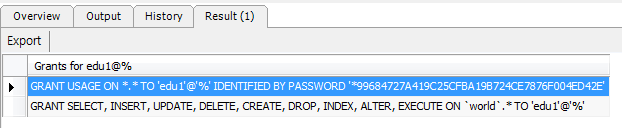 Overview Output History Result (1)
Export
Grants for edu1@%
GRANT USAGE ON *.* TO 'edu1'@'%' IDENTIFIED BY PASSWORD '*99684727A419C25CFBA19B724CE7876F004ED42E'
GRANT SELECT, INSERT, UPDATE, DELETE, CREATE, DROP, INDEX, ALTER, EXECUTE ON `world`.* TO 'edu1'@'%'